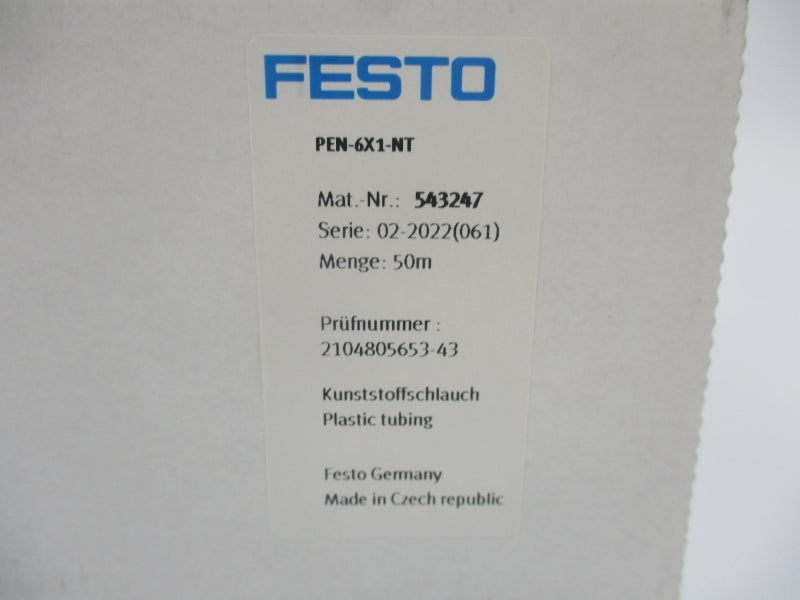 FESTO
PEN-6X1-NT
Mat.-Nr.: 543247
Serie: 02-2022(061)
Menge: 50m
Prüfnummer :
2104805653-43
Kunststoffschlauch
Plastic tubing
Festo Germany
Made in Czech republic